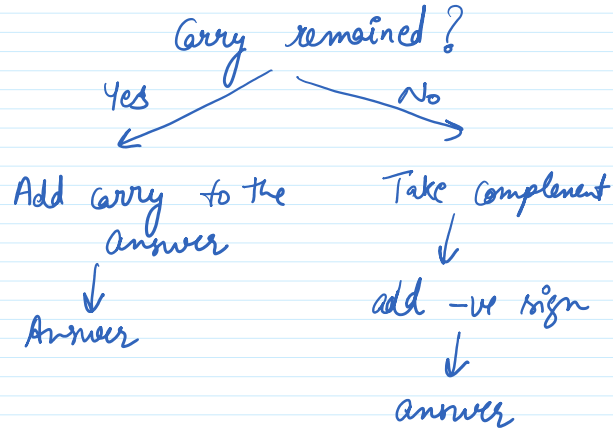 Carry remained?
Yes
No
Add carry to the
answer
Answer
Take complement
add -ve sign
answer